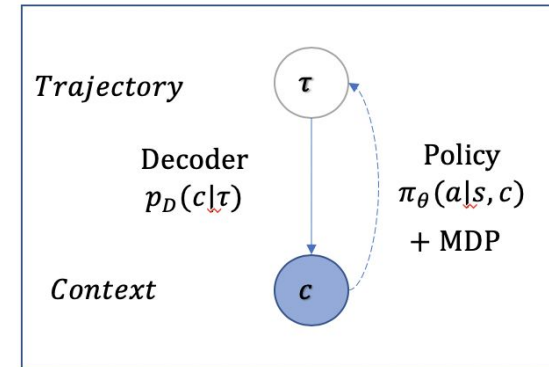 Trajectory
τ
Decoder
p_D(c|τ)
Policy
π_θ(a|s, c)
+ MDP
Context
c